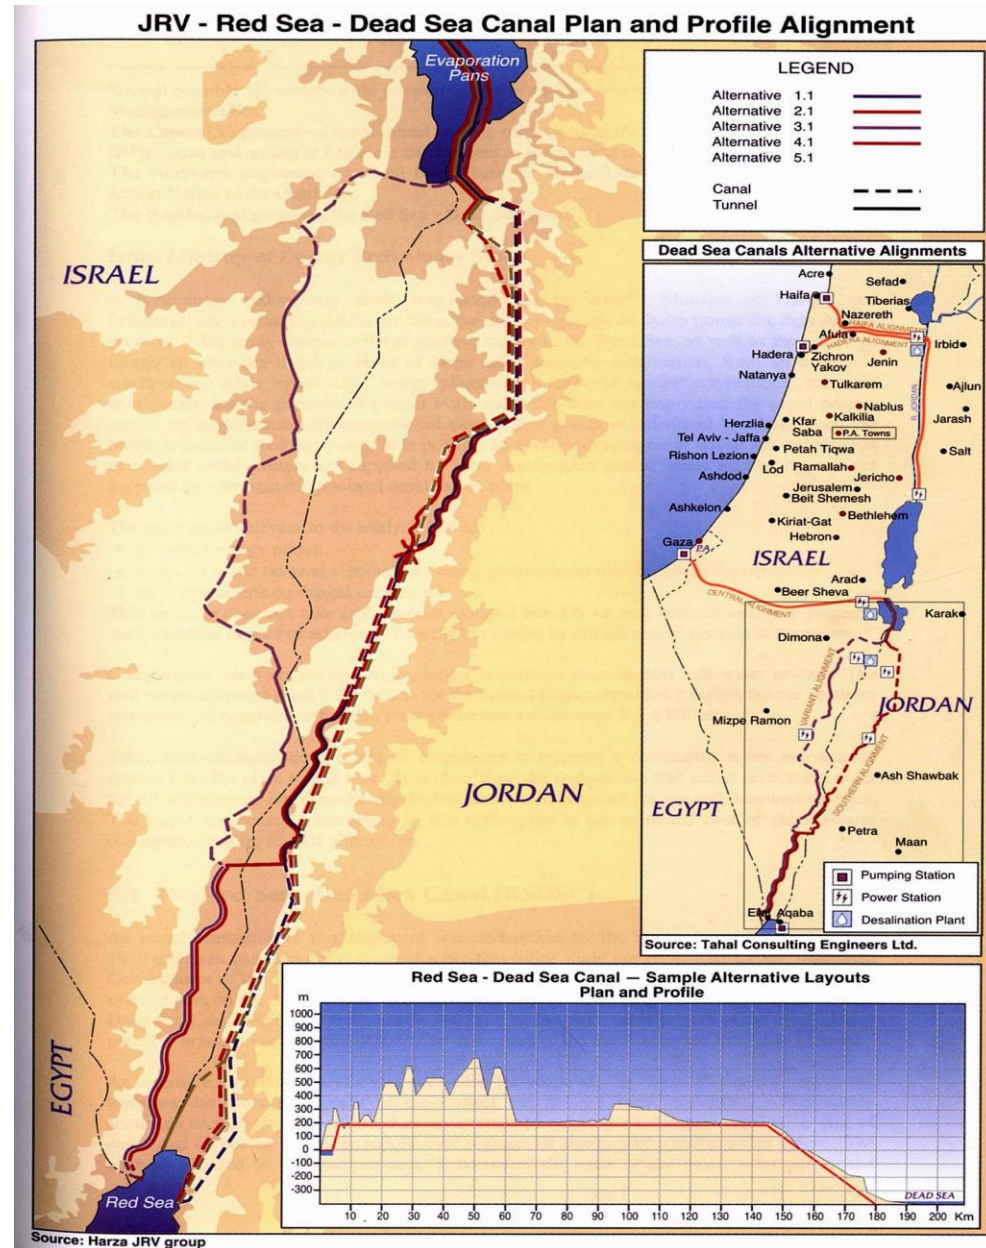 JRV - Red Sea - Dead Sea Canal Plan and Profile Alignment
Evaporation
Pans
ISRAEL
JORDAN
EGYPT
Red Sea
Source: Harza JRV group
LEGEND
Alternative 1.1
Alternative 2.1
Alternative 3.1
Alternative 4.1
Alternative 5.1
Canal
Tunnel
Dead Sea Canals Alternative Alignments
Acre
Sefad
Haifa
Tiberias
Nazereth
HAIFA ALIGNMENT
Afula
HADERA ALIGNMENT
Irbid
Hadera
Zichron
Yakov
Jenin
Natanya
Tulkarem
Ajlun
R. JORDAN
Nablus
Jarash
Herzlia
Kfar
Saba
Kalkilia
P.A. Towns
Tel Aviv - Jaffa
Petah Tiqwa
Salt
Rishon Lezion
Lod
Ramallah
Ashdod
Jericho
Jerusalem
Beit Shemesh
Ashkelon
Kiriat-Gat
Bethlehem
Hebron
Gaza
P.A.
ISRAEL
Arad
Beer Sheva
CENTRAL ALIGNMENT
Karak
Dimona
VARIANT ALIGNMENT
JORDAN
Mizpe Ramon
SOUTHERN ALIGNMENT
Ash Shawbak
EGYPT
Petra
Maan
Eilat
Aqaba
Pumping Station
Power Station
Desalination Plant
Source: Tahal Consulting Engineers Ltd.
Red Sea - Dead Sea Canal — Sample Alternative Layouts
Plan and Profile
m
1000
900
800
700
600
500
400
300
200
100
0
-100
-200
-300
DEAD SEA
10 20 30 40 50 60 70 80 90 100 110 120 130 140 150 160 170 180 190 200 Km